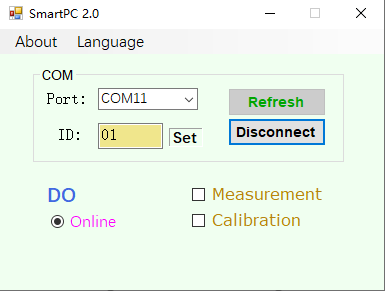 SmartPC 2.0
About Language
COM
Port: COM11 Refresh
ID: 01 Set Disconnect
DO
Online
Measurement
Calibration